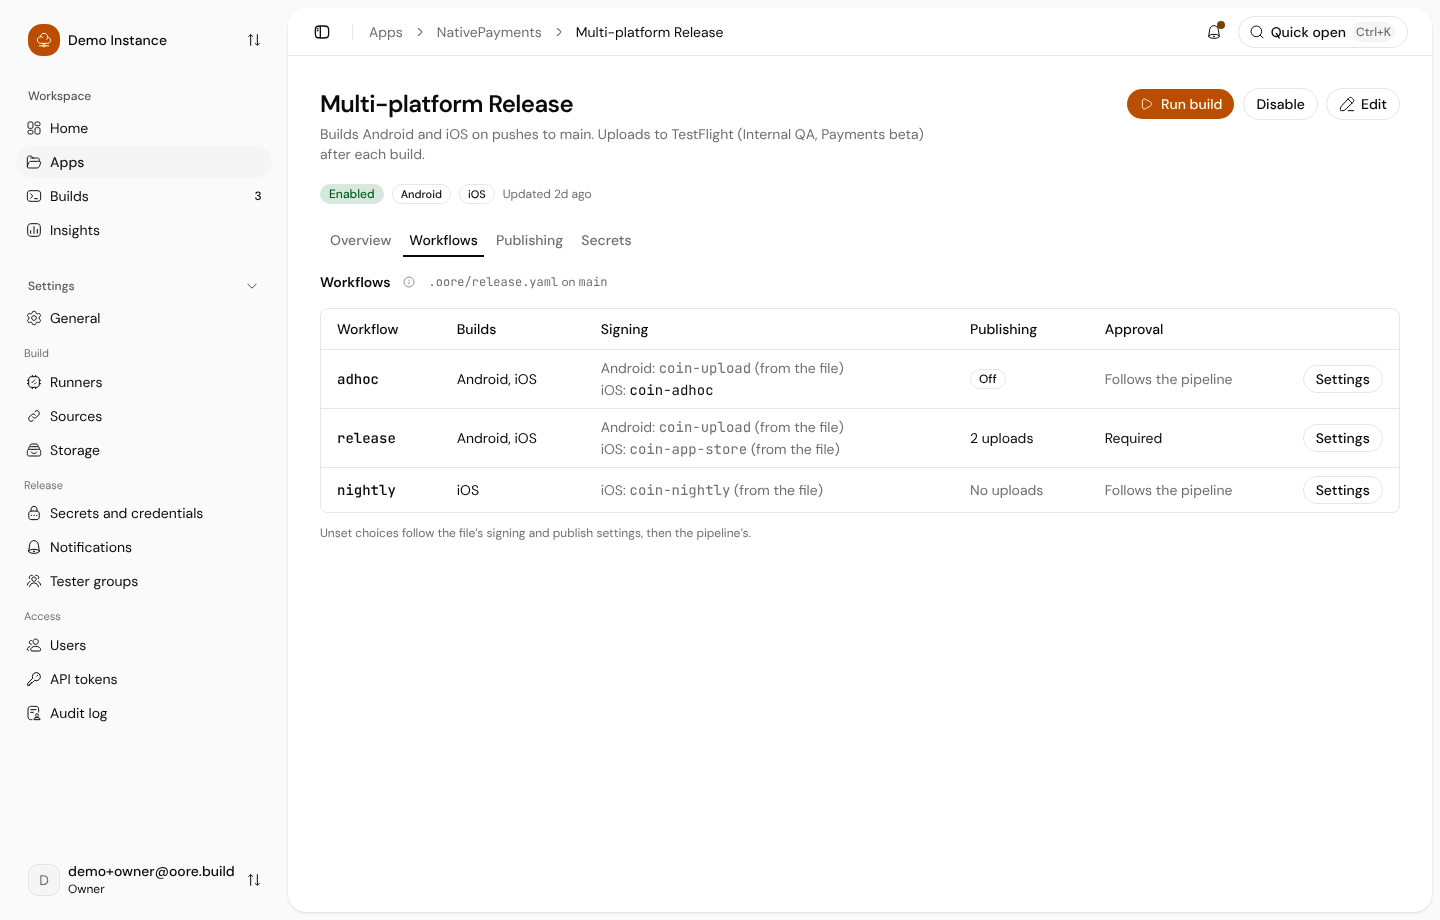 Demo Instance
Workspace
Home
Apps
Builds
3
Insights
Settings
General
Build
Runners
Sources
Storage
Release
Secrets and credentials
Notifications
Tester groups
Access
Users
API tokens
Audit log
D
demo+owner@oore.build
Owner
Apps
NativePayments
Multi-platform Release
Quick open Ctrl+K
Multi-platform Release
Run build
Disable
Edit
Builds Android and iOS on pushes to main. Uploads to TestFlight (Internal QA, Payments beta)
after each build.
Enabled Android iOS Updated 2d ago
Overview Workflows Publishing Secrets
Workflows .oore/release.yaml on main
Workflow Builds Signing Publishing Approval
adhoc Android, iOS Android: coin-upload (from the file)
iOS: coin-adhoc
Off Follows the pipeline Settings
release Android, iOS Android: coin-upload (from the file)
iOS: coin-app-store (from the file)
2 uploads Required Settings
nightly iOS iOS: coin-nightly (from the file) No uploads Follows the pipeline Settings
Unset choices follow the file’s signing and publish settings, then the pipeline’s.